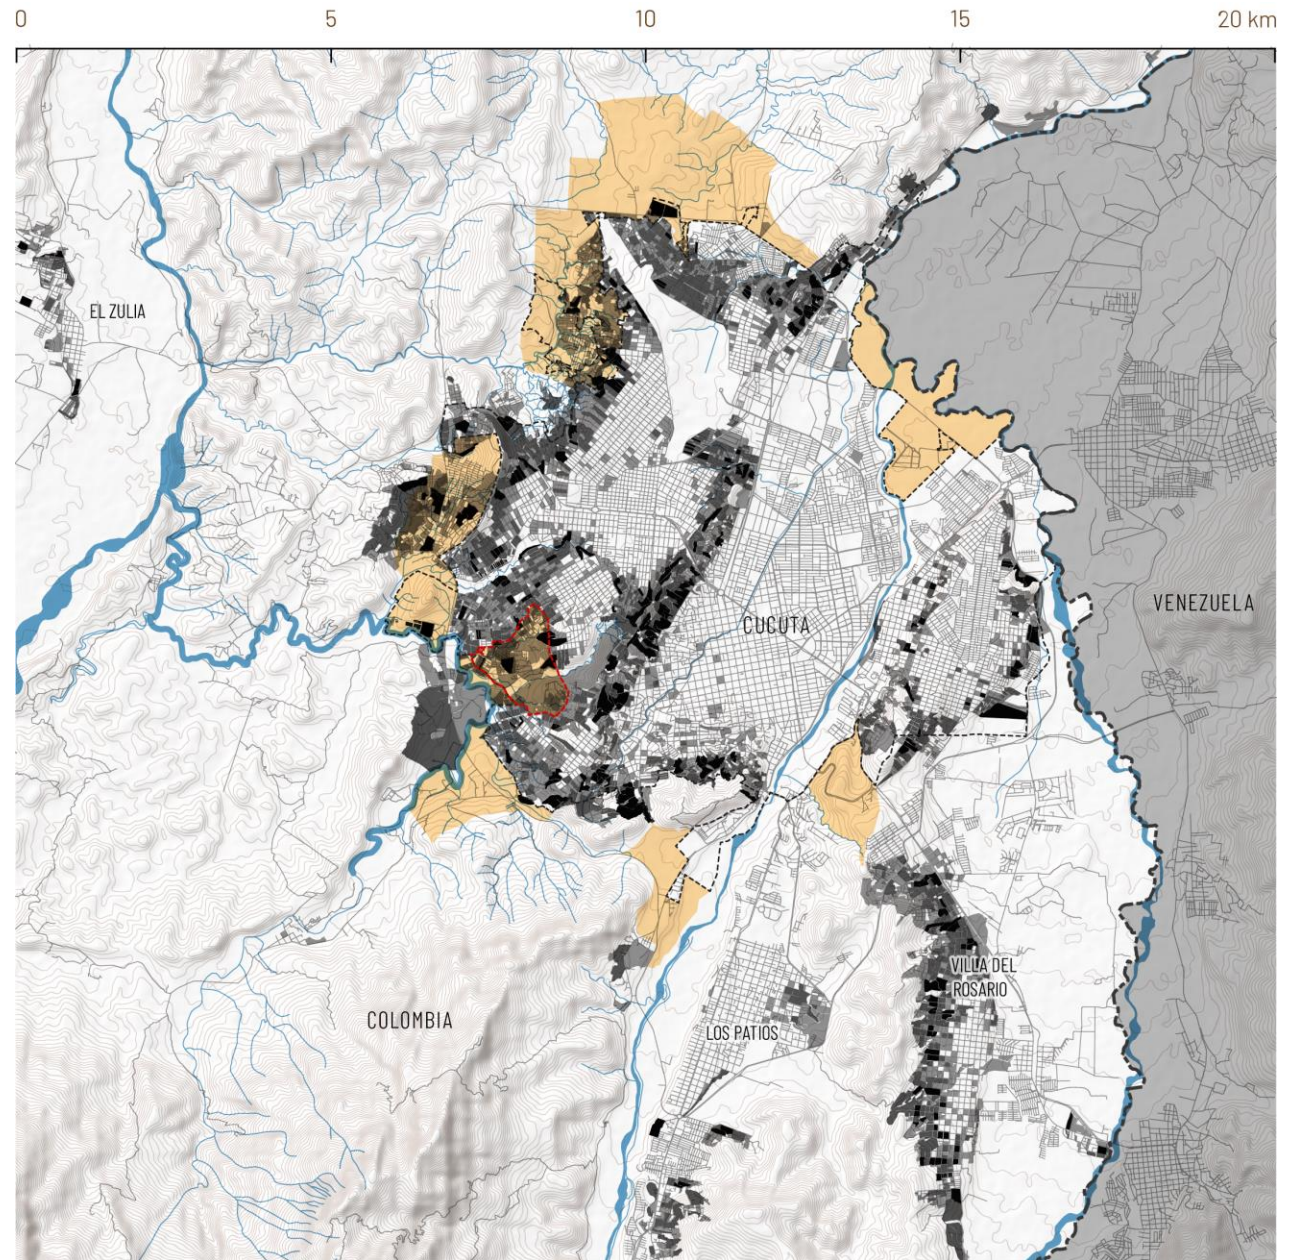 0 5 10 15 20 km
EL ZULIA
VENEZUELA
CUCUTA
VILLA DEL
ROSARIO
COLOMBIA
LOS PATIOS